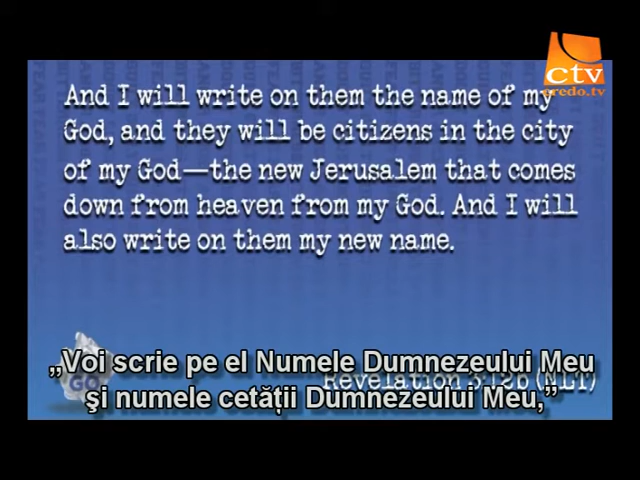 ctv
credo.tv
And I will write on them the name of my
God, and they will be citizens in the city
of my God—the new Jerusalem that comes
down from heaven from my God. And I will
also write on them my new name.
GO
Revelation 3:12b (NLT)
„Voi scrie pe el Numele Dumnezeului Meu
şi numele cetăţii Dumnezeului Meu,”